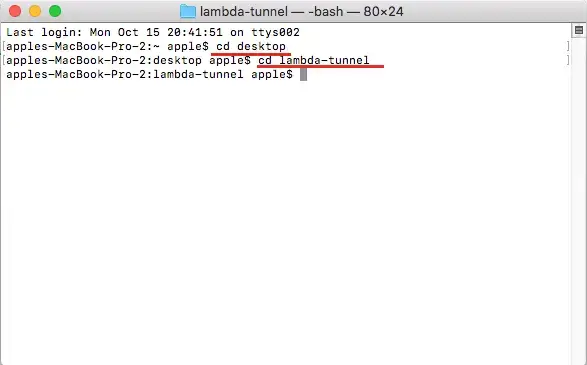 lambda-tunnel — -bash — 80×24
Last login: Mon Oct 15 20:41:51 on ttys002
[apples-MacBook-Pro-2:~ apple$ cd desktop ]
[apples-MacBook-Pro-2:desktop apple$ cd lambda-tunnel ]
apples-MacBook-Pro-2:lambda-tunnel apple$